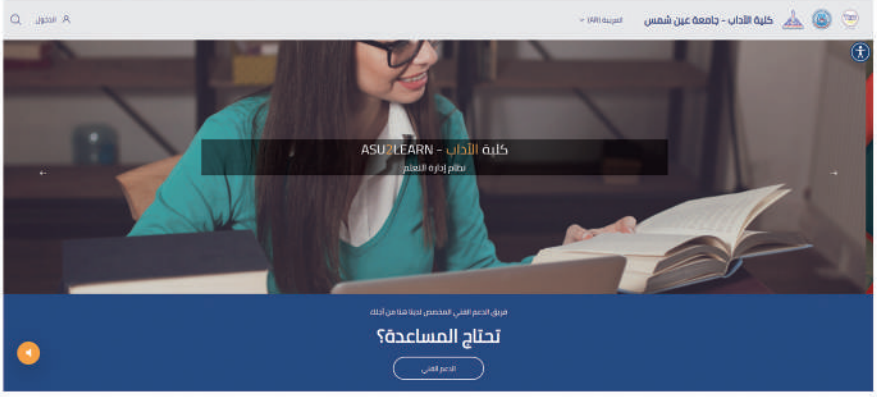 كلية الآداب - جامعة عين شمس
العربية (AR)
الدخول
كلية الآداب - ASU2LEARN
نظام إدارة التعلم
فريق الدعم الفني المخصص لدينا هنا من أجلك
تحتاج المساعدة؟
الدعم الفني